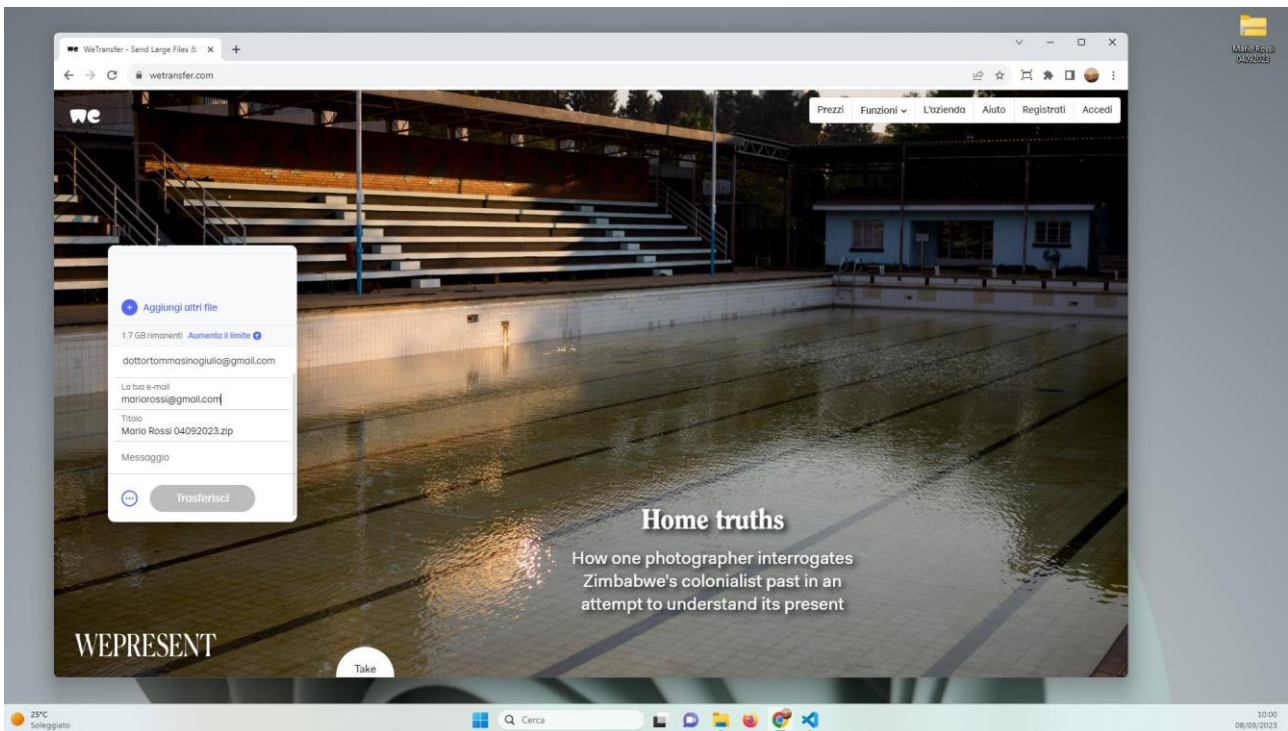 WeTransfer - Send Large Files &
wetransfer.com
Mario Rossi
04092023
we
Prezzi Funzioni L'azienda Aiuto Registrati Accedi
Aggiungi altri file
1.7 GB rimanenti Aumenta il limite
dottortommasinogiulio@gmail.com
La tua e-mail
mariorossi@gmail.com
Titolo
Mario Rossi 04092023.zip
Messaggio
Trasferisci
Home truths
How one photographer interrogates
Zimbabwe's colonialist past in an
attempt to understand its present
WEPRESENT
Take
25°C
Soleggiato
Cerca
10:00
08/09/2023